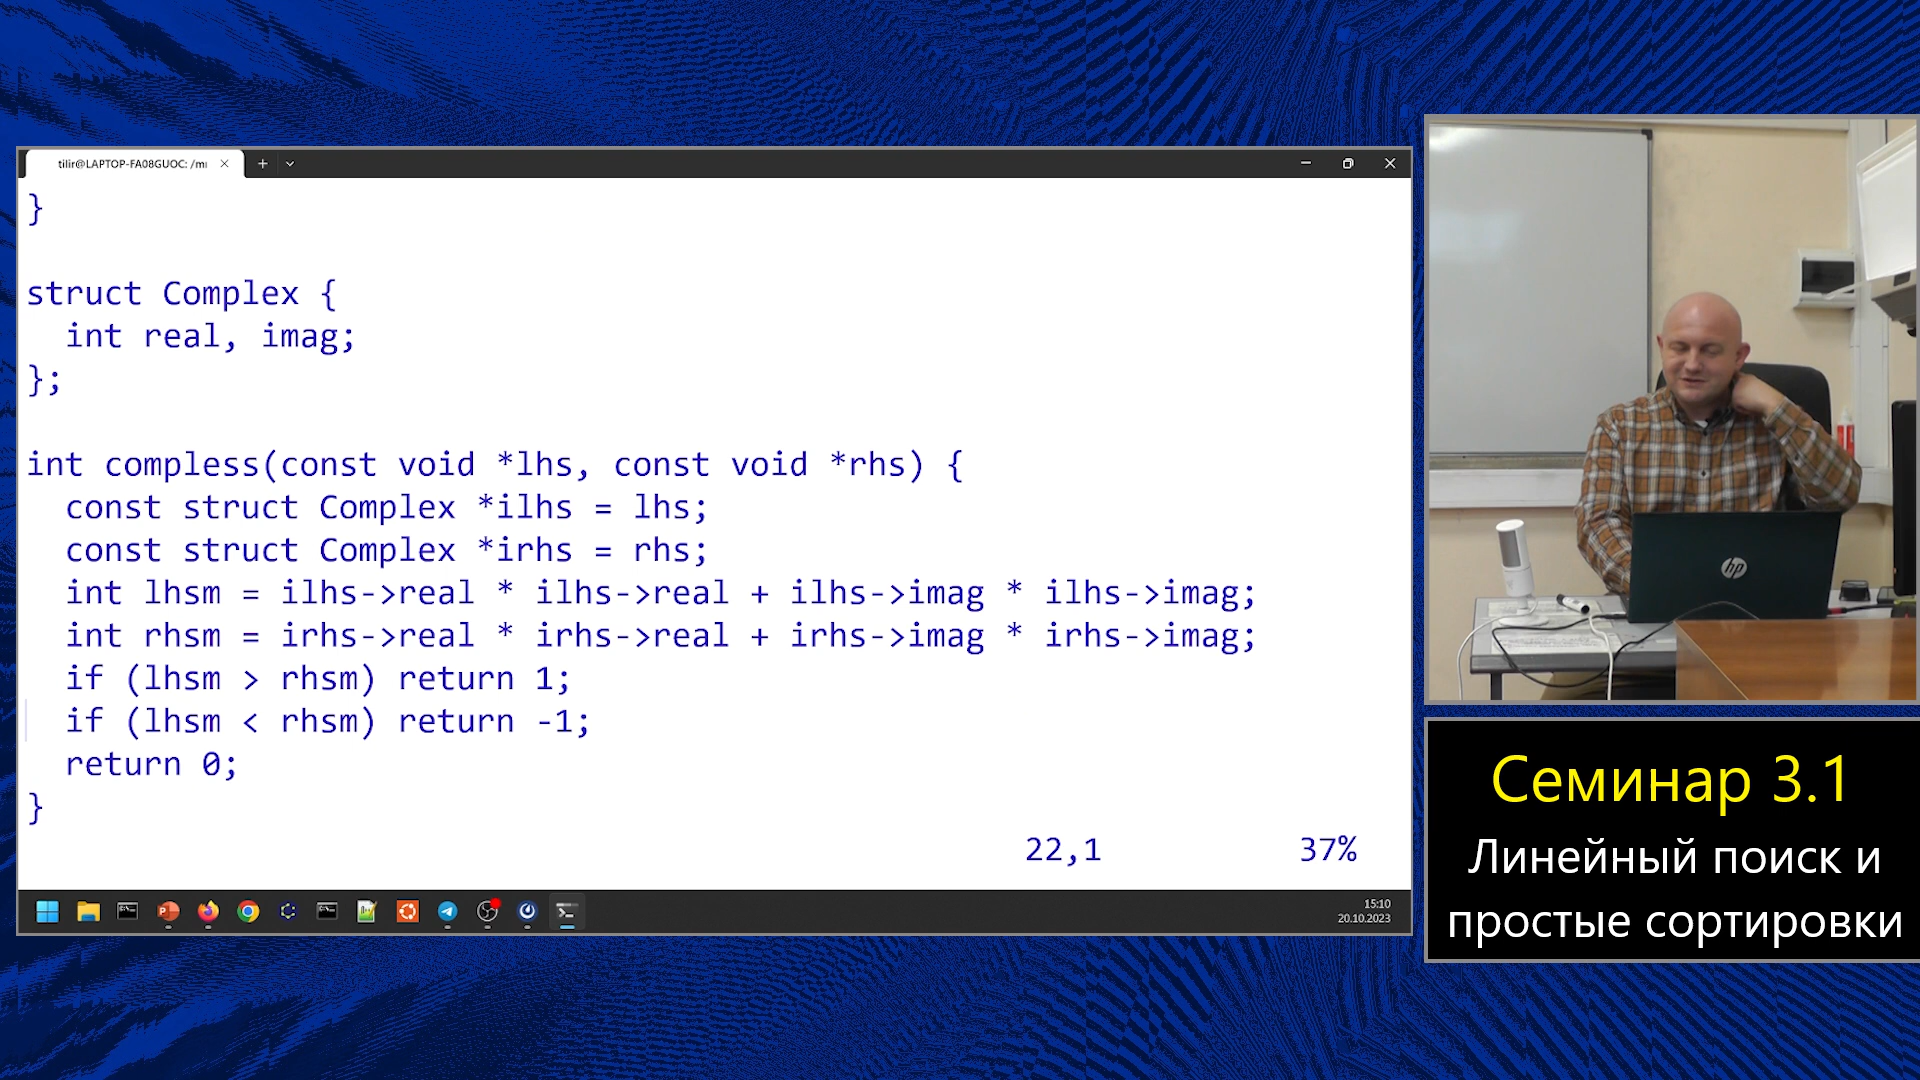 tilir@LAPTOP-FA08GUOC: /mı
}
struct Complex {
int real, imag;
};
int compless(const void *lhs, const void *rhs) {
const struct Complex *ilhs = lhs;
const struct Complex *irhs = rhs;
int lhsm = ilhs->real * ilhs->real + ilhs->imag * ilhs->imag;
int rhsm = irhs->real * irhs->real + irhs->imag * irhs->imag;
if (lhsm > rhsm) return 1;
if (lhsm < rhsm) return -1;
return 0;
}
22,1 37%
15:10
20.10.2023
hp
Семинар 3.1
Линейный поиск и
простые сортировки